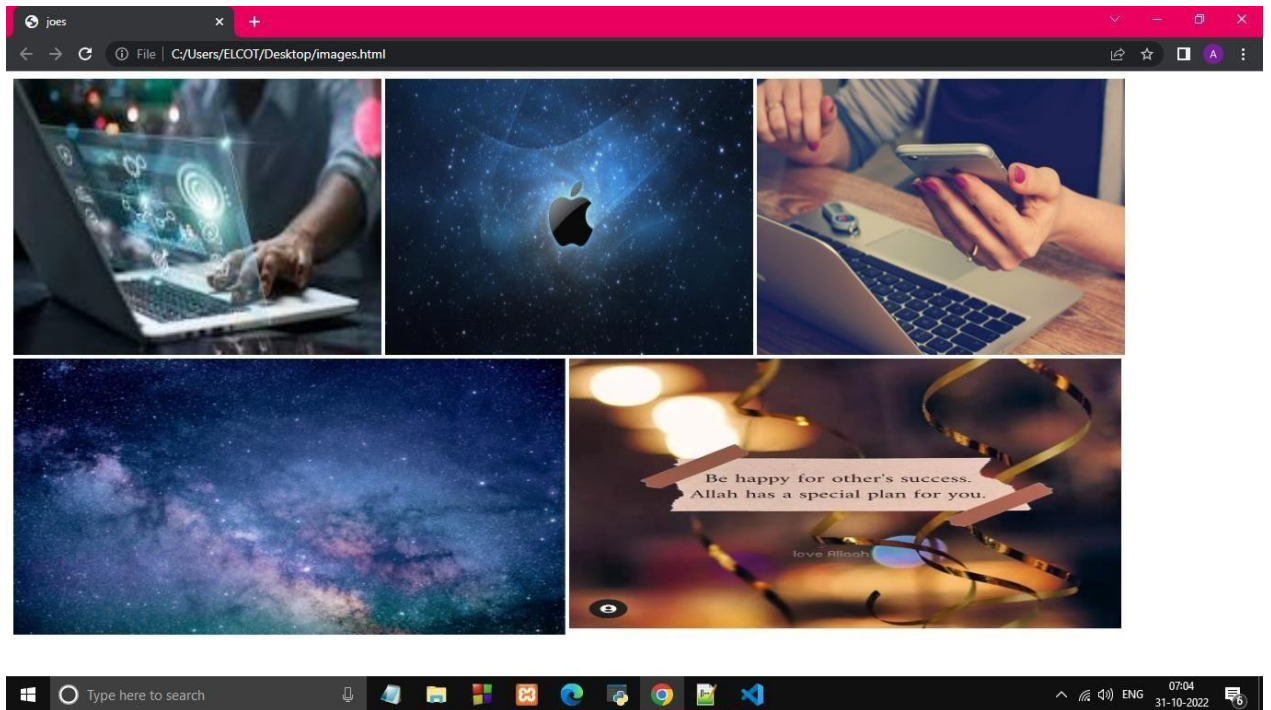 joes
File
C:/Users/ELCOT/Desktop/images.html
A
Be happy for other's success.
Allah has a special plan for you.
love Allaah
Type here to search
ENG
07:04
31-10-2022
6